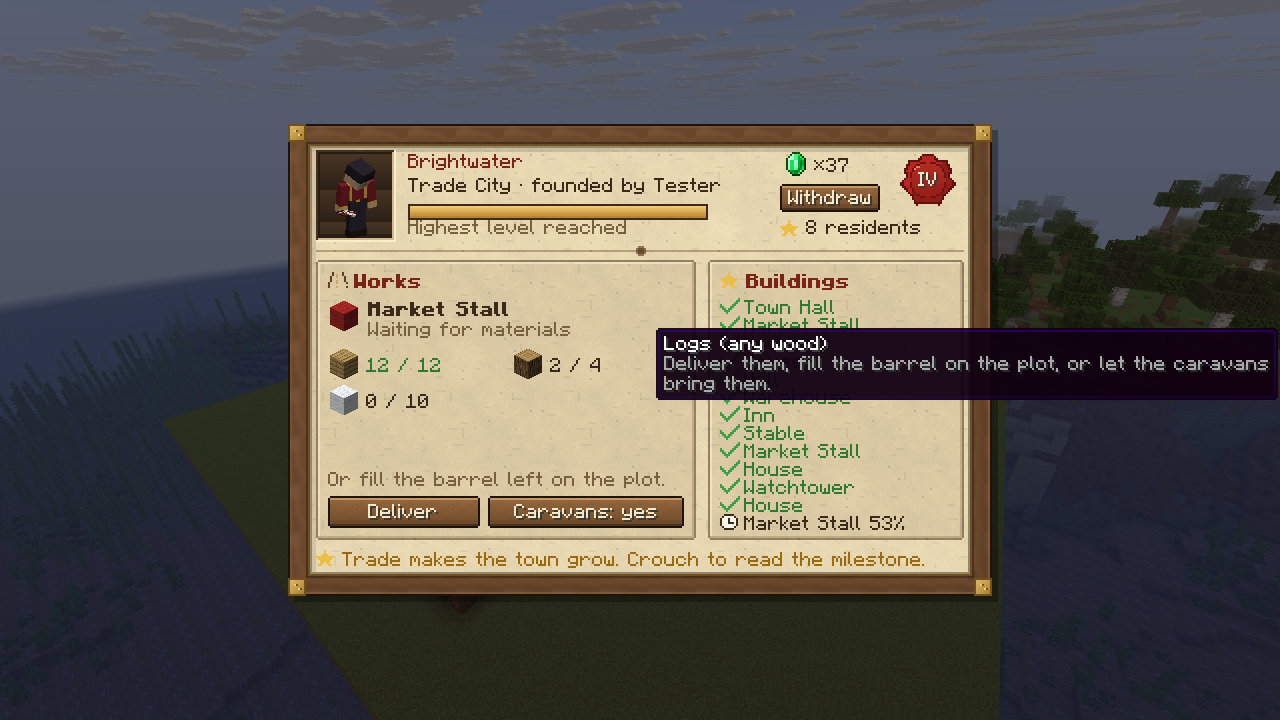 Brightwater
Trade City · founded by Tester
Highest level reached
×37
Withdraw
8 residents
IV
Works
Market Stall
Waiting for materials
12 / 12
2 / 4
0 / 10
Or fill the barrel left on the plot.
Deliver
Caravans: yes
Buildings
Town Hall
Market Stall
Logs (any wood)
Deliver them, fill the barrel on the plot, or let the caravans
bring them.
Warehouse
Inn
Stable
Market Stall
House
Watchtower
House
Market Stall 53%
Trade makes the town grow. Crouch to read the milestone.